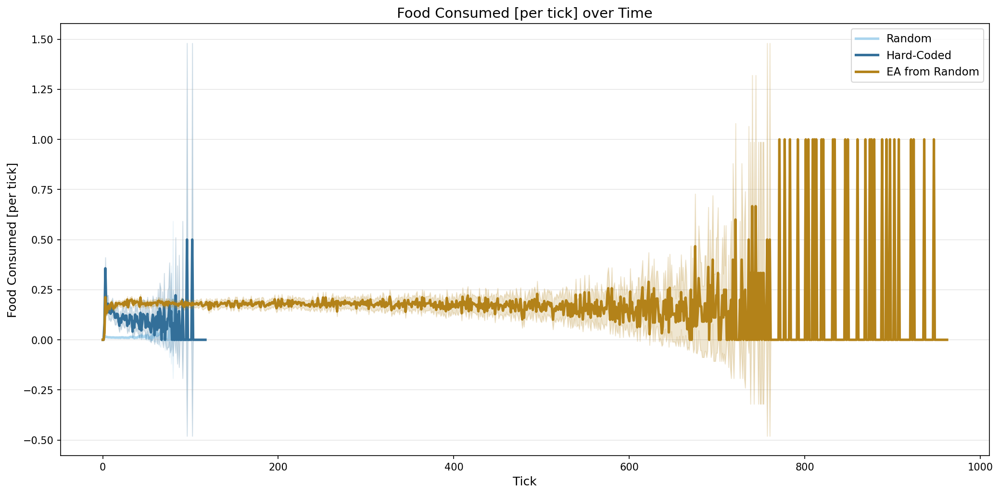 Food Consumed [per tick] over Time
Random
Hard-Coded
EA from Random
Food Consumed [per tick]
1.50
1.25
1.00
0.75
0.50
0.25
0.00
−0.25
−0.50
0
200
400
600
800
1000
Tick